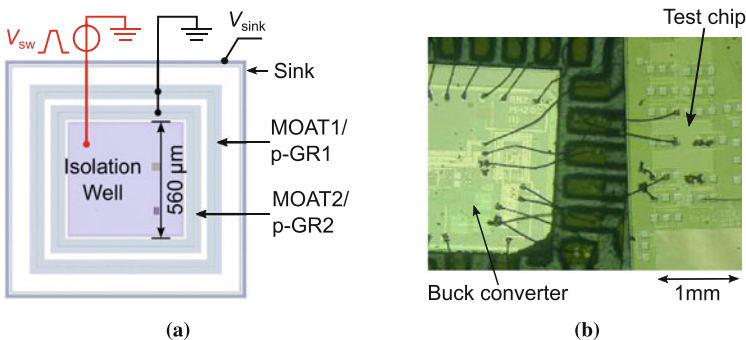 Vsw
Vsink
Sink
MOAT1/
p-GR1
Isolation
Well
560 μm
MOAT2/
p-GR2
(a)
Test chip
Buck converter
1mm
(b)